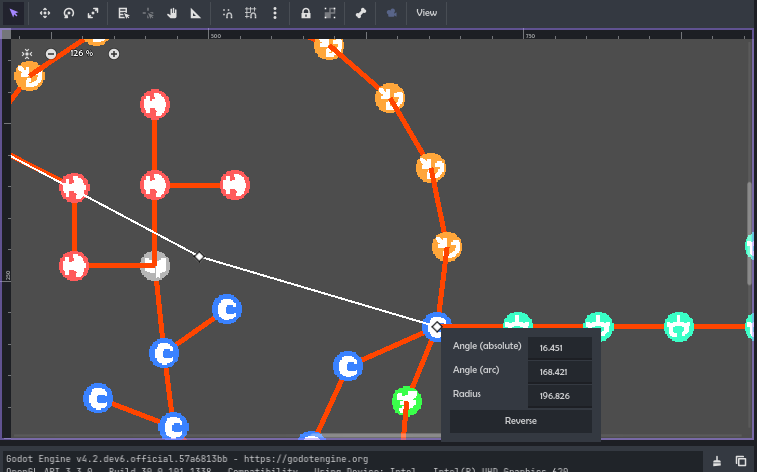 View
500
750
126 %
250
Angle (absolute) 16.451
Angle (arc) 168.421
Radius 196.826
Reverse
Godot Engine v4.2.dev6.official.57a6813bb - https://godotengine.org
OpenGL API 3.3.0 - Build 30.0.101.1338 - Compatibility - Using Device: Intel - Intel(R) UHD Graphics 620